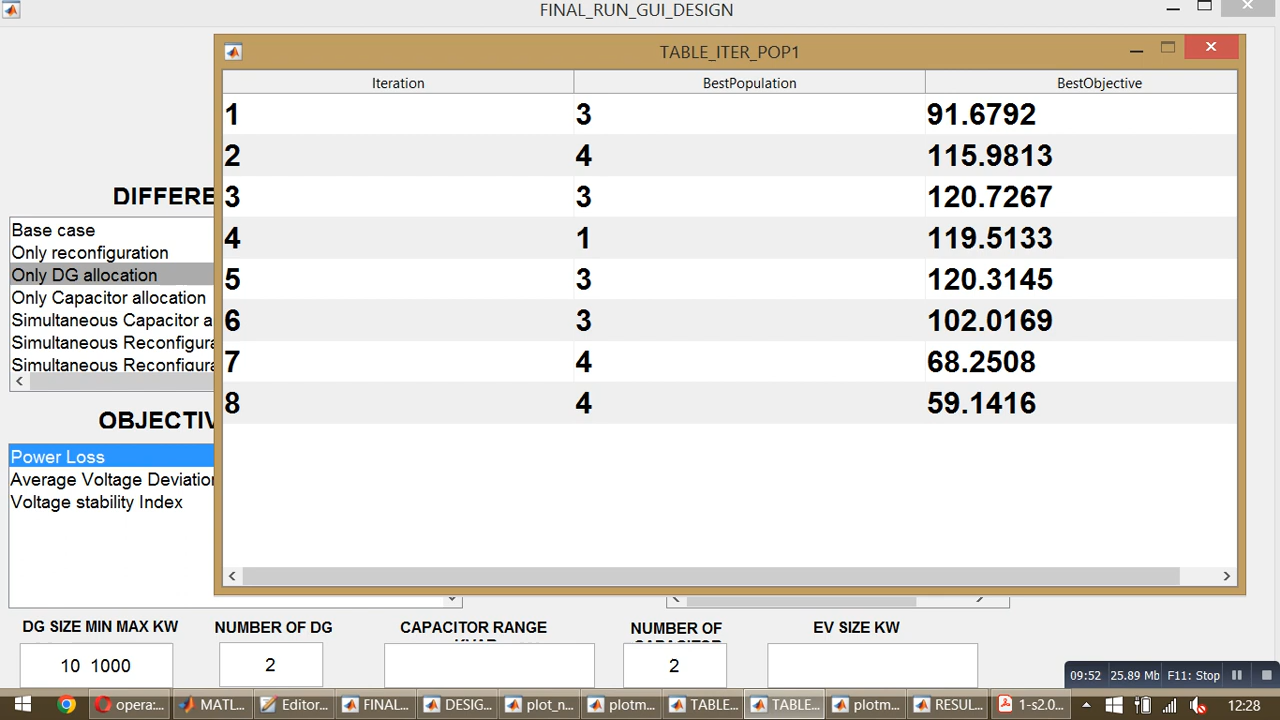 FINAL_RUN_GUI_DESIGN
TABLE_ITER_POP1
Iteration BestPopulation BestObjective
1 3 91.6792
2 4 115.9813
3 3 120.7267
4 1 119.5133
5 3 120.3145
6 3 102.0169
7 4 68.2508
8 4 59.1416
DIFFERE
Base case
Only reconfiguration
Only DG allocation
Only Capacitor allocation
Simultaneous Capacitor a
Simultaneous Reconfigura
Simultaneous Reconfigura
OBJECTIV
Power Loss
Average Voltage Deviation
Voltage stability Index
DG SIZE MIN MAX KW NUMBER OF DG CAPACITOR RANGE NUMBER OF EV SIZE KW
KVAR CAPACITOR
10 1000 2 2
09:52 25.89 Mb F11: Stop
opera:... MATL... Editor... FINAL... DESIG... plot_n... plotm... TABLE... TABLE... plotm... RESUL... 1-s2.0... 12:28